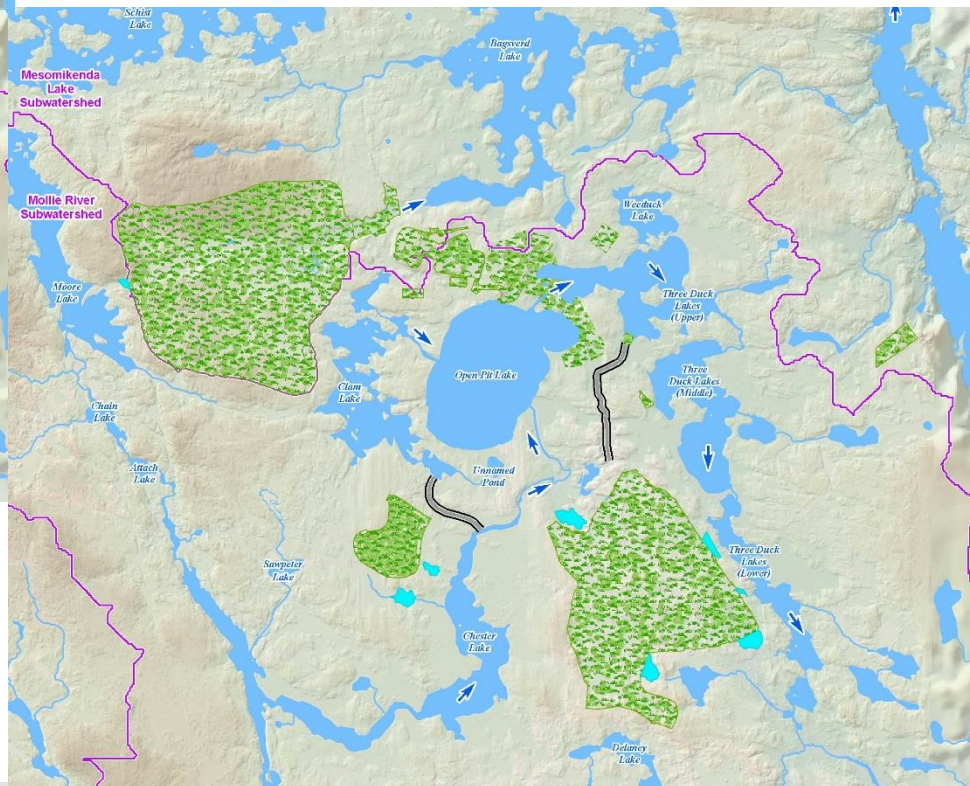 Schist
Lake
Bagsverd
Lake
Mesomikenda
Lake
Subwatershed
Mollie River
Subwatershed
Weeduck
Lake
Moore
Lake
Three Duck
Lakes
(Upper)
Open Pit Lake
Three
Duck Lakes
(Middle)
Clam
Lake
Chain
Lake
Attach
Lake
Unnamed
Pond
Three Duck
Lakes
(Lower)
Sawpeter
Lake
Chester
Lake
Delaney
Lake